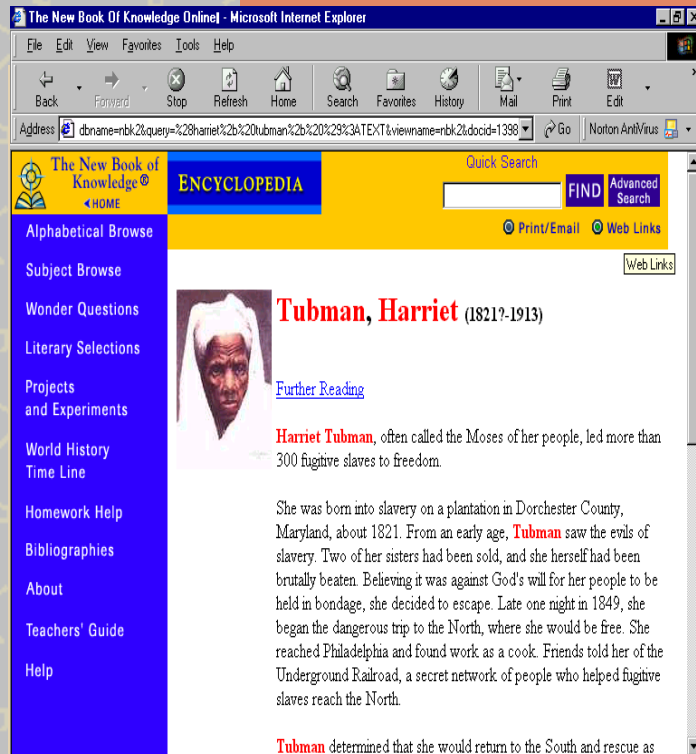 The New Book Of Knowledge Online| - Microsoft Internet Explorer
File Edit View Favorites Tools Help
Back Forward Stop Refresh Home Search Favorites History Mail Print Edit
Address dbname=nbk2&query=%28harriet%2b%20tubman%2b%20%29%3ATEXT&viewname=nbk2&docid=1398 Go Norton AntiVirus
The New Book of
Knowledge®
HOME
ENCYCLOPEDIA
Quick Search
FIND
Advanced
Search
Print/Email Web Links
Web Links
Alphabetical Browse
Subject Browse
Wonder Questions
Literary Selections
Projects
and Experiments
World History
Time Line
Homework Help
Bibliographies
About
Teachers' Guide
Help
Tubman, Harriet (1821?-1913)
Further Reading
Harriet Tubman, often called the Moses of her people, led more than
300 fugitive slaves to freedom.
She was born into slavery on a plantation in Dorchester County,
Maryland, about 1821. From an early age, Tubman saw the evils of
slavery. Two of her sisters had been sold, and she herself had been
brutally beaten. Believing it was against God's will for her people to be
held in bondage, she decided to escape. Late one night in 1849, she
began the dangerous trip to the North, where she would be free. She
reached Philadelphia and found work as a cook. Friends told her of the
Underground Railroad, a secret network of people who helped fugitive
slaves reach the North.
Tubman determined that she would return to the South and rescue as